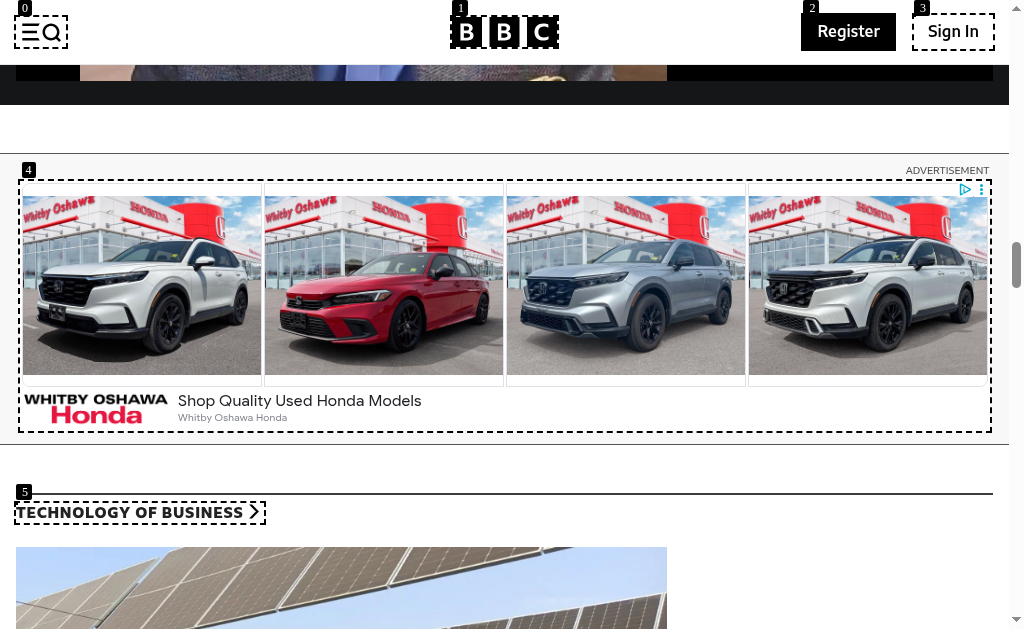 0
1
2
3
BBC
Register
Sign In
4
ADVERTISEMENT
Whitby Oshawa
HONDA
Whitby Oshawa
HONDA
Whitby Oshawa
HONDA
Whitby Oshawa
HONDA
WHITBY OSHAWA
Honda
Shop Quality Used Honda Models
Whitby Oshawa Honda
5
TECHNOLOGY OF BUSINESS